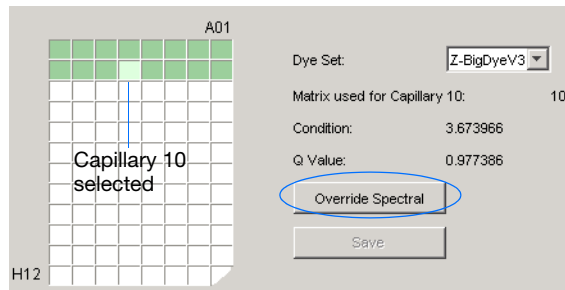 A01
Dye Set: Z-BigDyeV3
Matrix used for Capillary 10: 10
Condition: 3.673966
Capillary 10
selected
Q Value: 0.977386
Override Spectral
Save
H12